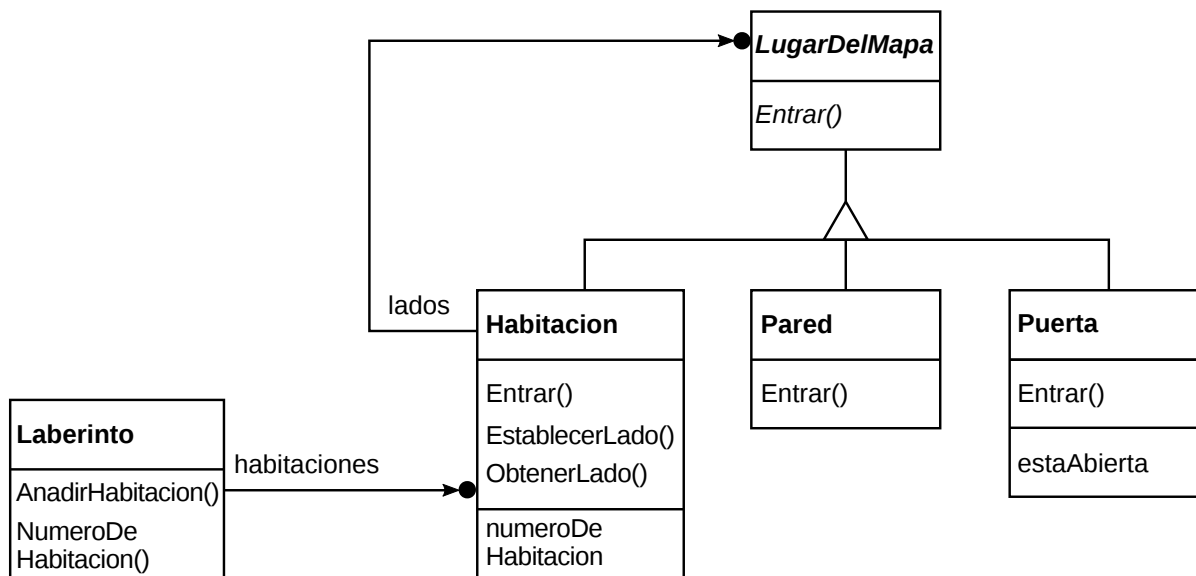 LugarDelMapa
Entrar()
lados
Habitacion
Entrar()
EstablecerLado()
ObtenerLado()
numeroDe
Habitacion
Pared
Entrar()
Puerta
Entrar()
estaAbierta
Laberinto
AnadirHabitacion()
NumeroDe
Habitacion()
habitaciones